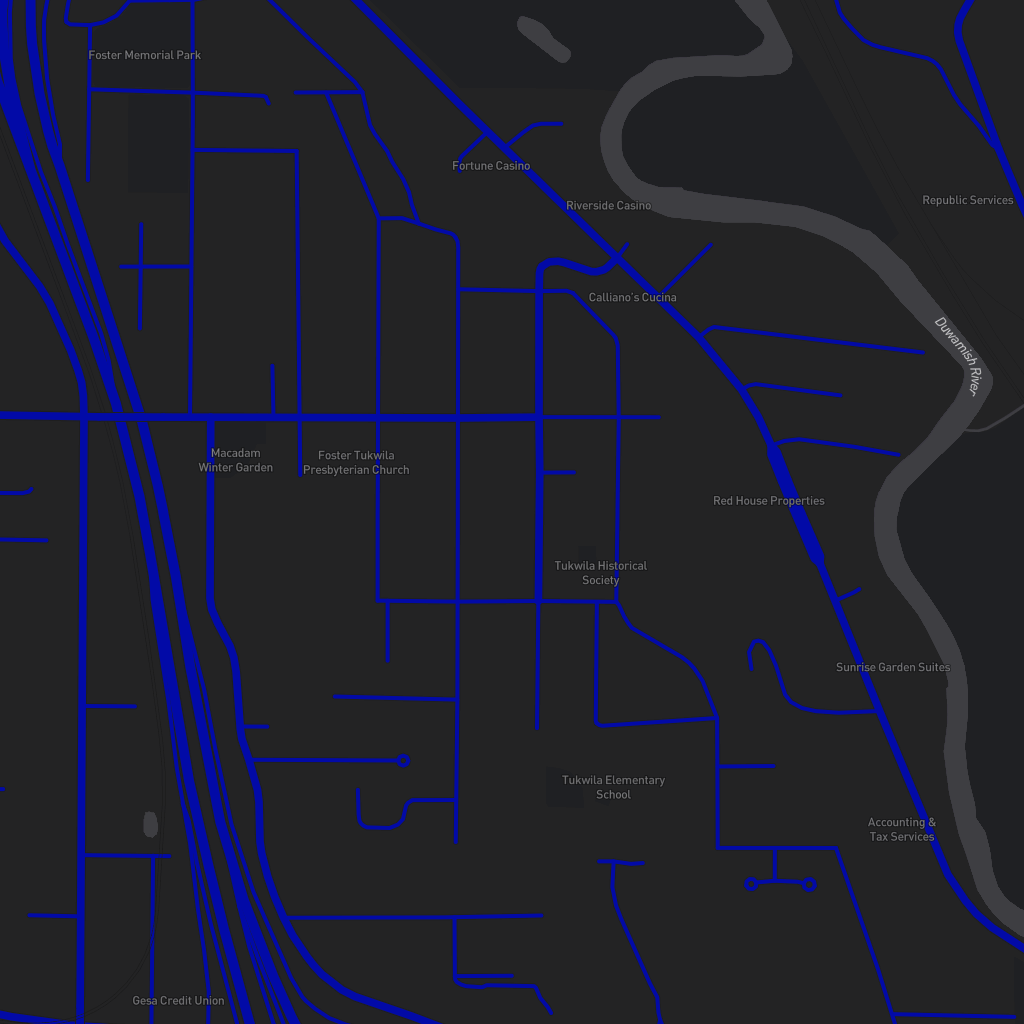 Foster Memorial Park
Fortune Casino
Riverside Casino
Republic Services
Calliano's Cucina
Duwamish River
Macadam
Winter Garden
Foster Tukwila
Presbyterian Church
Red House Properties
Tukwila Historical
Society
Sunrise Garden Suites
Tukwila Elementary
School
Accounting &
Tax Services
Gesa Credit Union